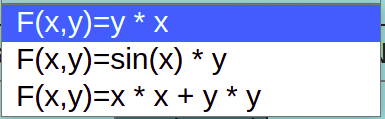 F(x,y)=y * x
F(x,y)=sin(x) * y
F(x,y)=x * x + y * y